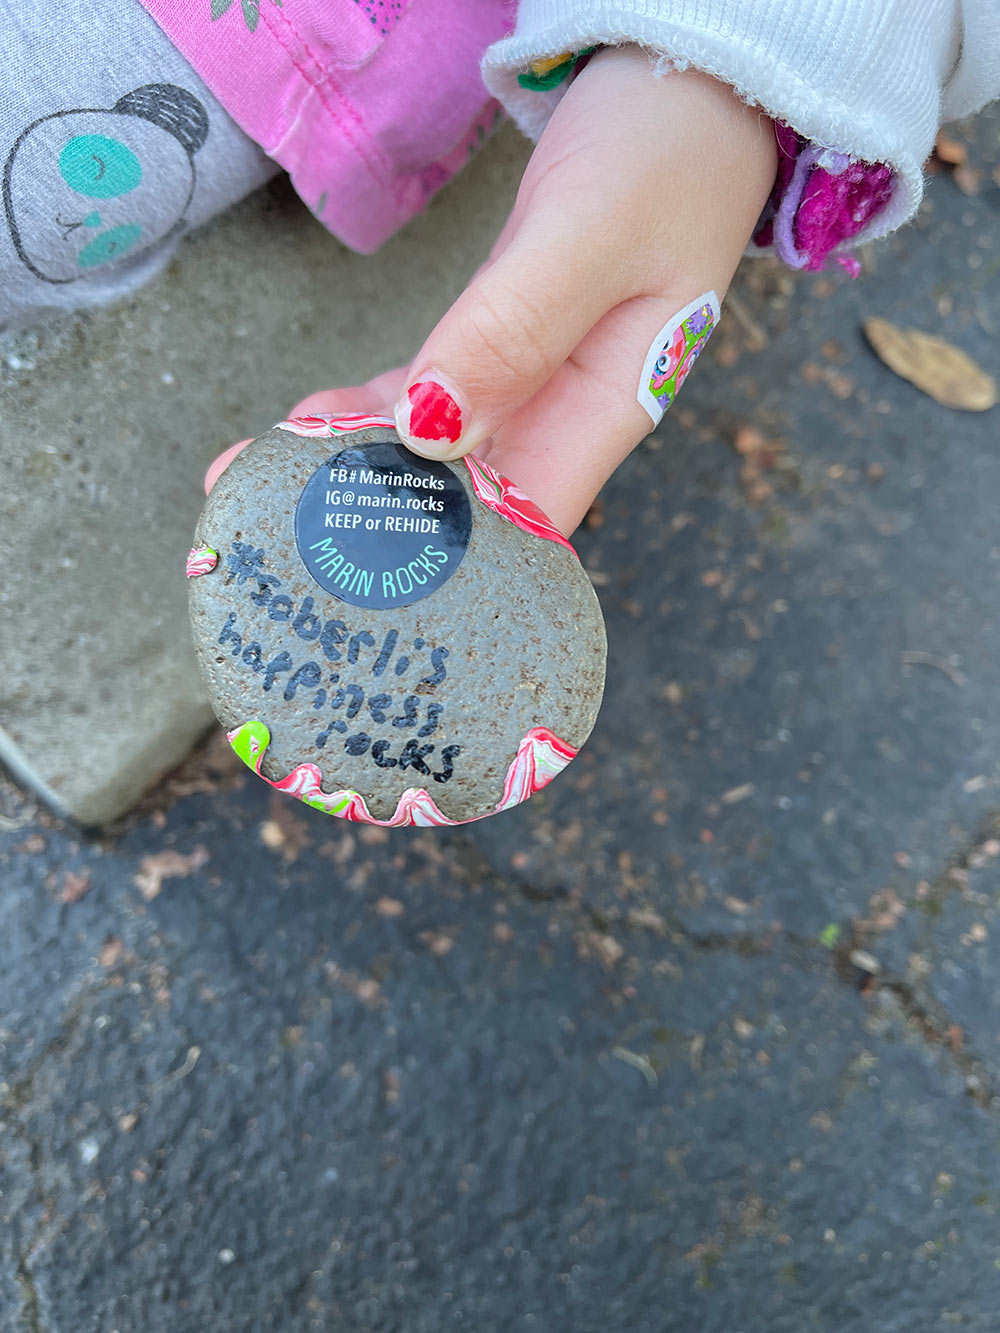 FB# MarinRocks
IG@ marin.rocks
KEEP or REHIDE
MARIN ROCKS
#soberli's
happiness
rocks